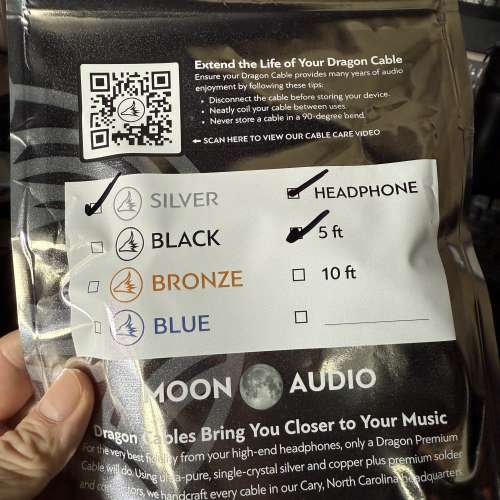 Extend the Life of Your Dragon Cable
Ensure your Dragon Cable provides many years of audio
enjoyment by following these tips:
• Disconnect the cable before storing your device.
• Neatly coil your cable between uses.
• Never store a cable in a 90-degree bend.
← SCAN HERE TO VIEW OUR CABLE CARE VIDEO
SILVER
BLACK
BRONZE
BLUE
HEADPHONE
5 ft
10 ft
MOON AUDIO
Dragon Cables Bring You Closer to Your Music
For the very best fidelity from your high-end headphones, only a Dragon Premium
Cable will do. Using ultra-pure, single-crystal silver and copper plus premium solder
and connectors, we handcraft every cable in our Cary, North Carolina headquarters